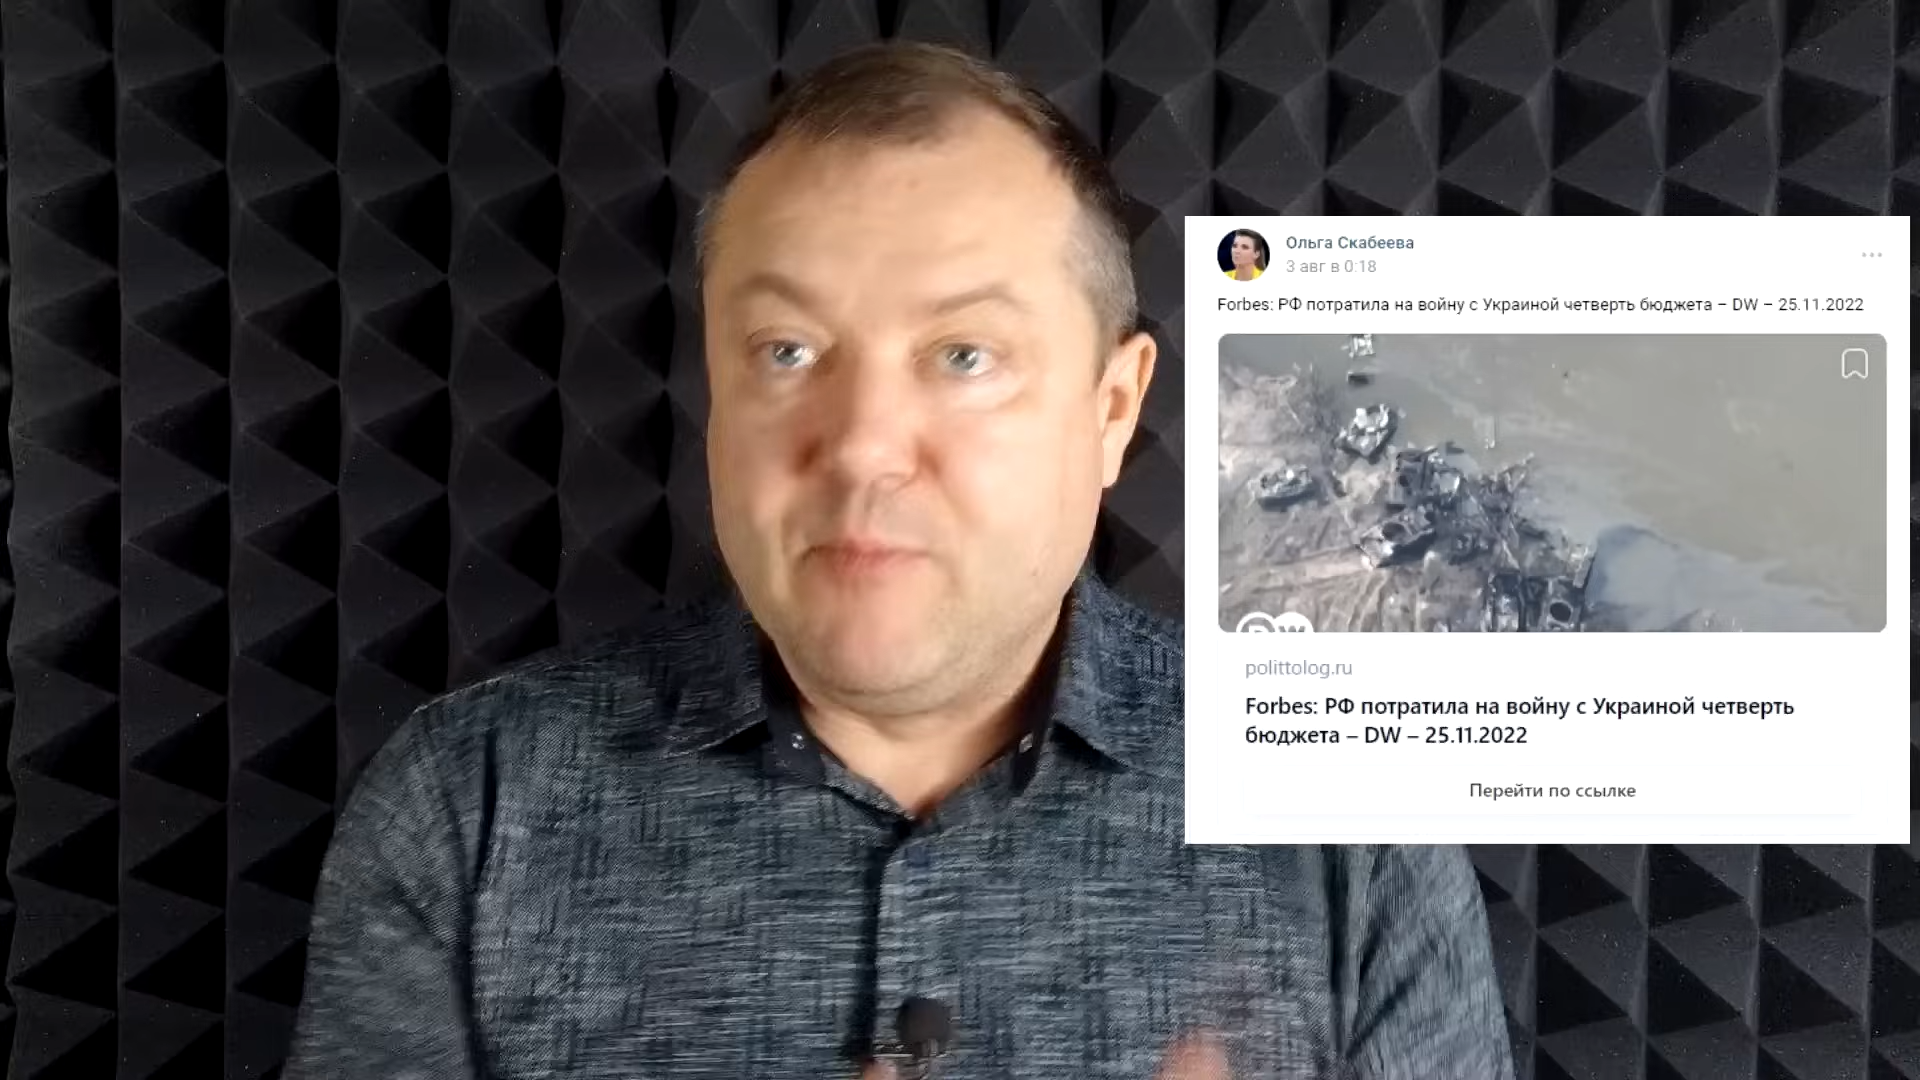 Ольга Скабеева
3 авг в 0:18
Forbes: РФ потратила на войну с Украиной четверть бюджета – DW – 25.11.2022
DW
polittolog.ru
Forbes: РФ потратила на войну с Украиной четверть
бюджета – DW – 25.11.2022
Перейти по ссылке